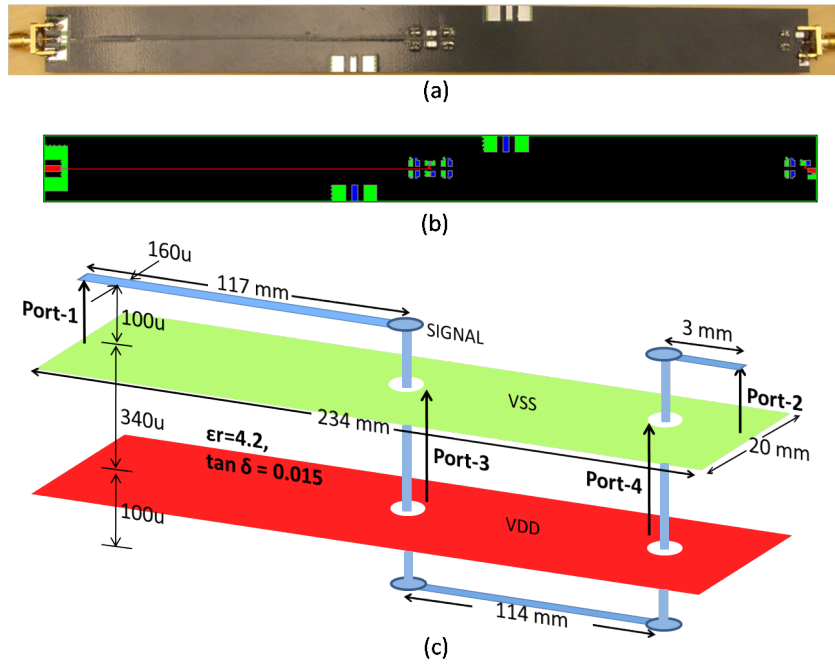 (a)
(b)
160u
117 mm
Port-1
100u
SIGNAL
3 mm
VSS
Port-2
340u
234 mm
20 mm
εr=4.2,
tan δ = 0.015
Port-3
Port-4
100u
VDD
114 mm
(c)